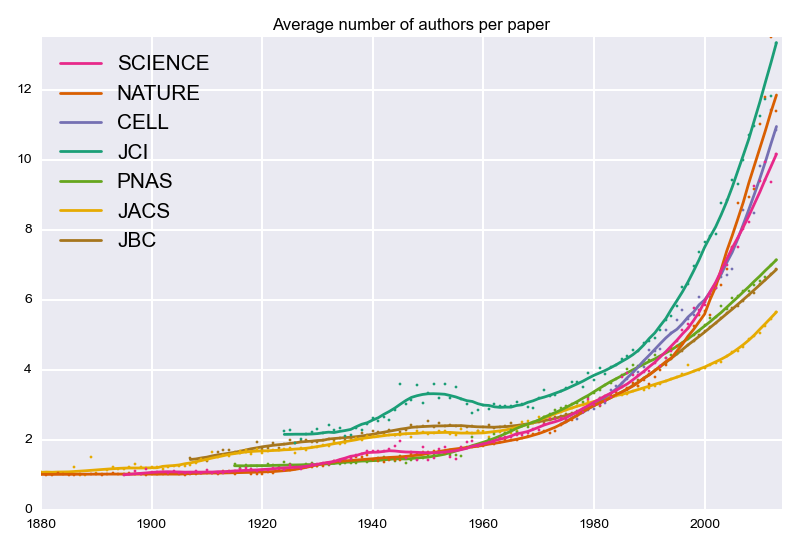 Average number of authors per paper
SCIENCE
NATURE
CELL
JCI
PNAS
JACS
JBC
12
10
8
6
4
2
0
1880 1900 1920 1940 1960 1980 2000